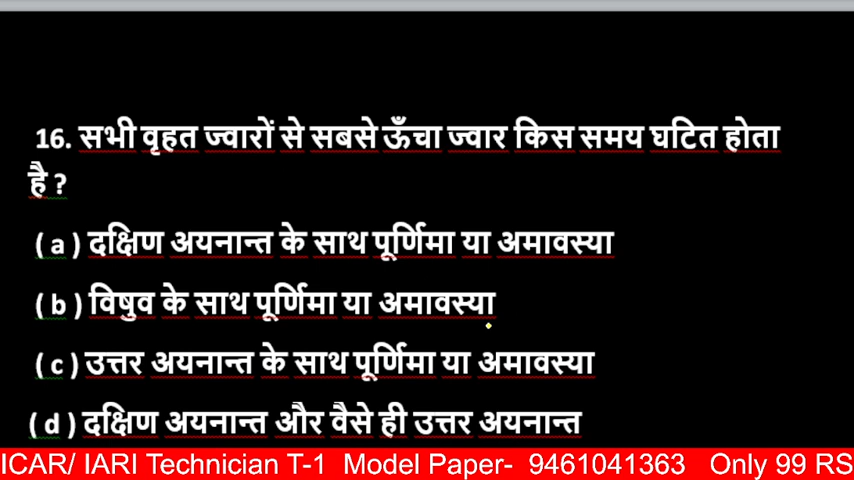 16. सभी वृहत ज्वारों से सबसे ऊँचा ज्वार किस समय घटित होता
है ?
( a ) दक्षिण अयनान्त के साथ पूर्णिमा या अमावस्या
( b ) विषुव के साथ पूर्णिमा या अमावस्या
( c ) उत्तर अयनान्त के साथ पूर्णिमा या अमावस्या
( d ) दक्षिण अयनान्त और वैसे ही उत्तर अयनान्त
ICAR/ IARI Technician T-1 Model Paper- 9461041363 Only 99 RS